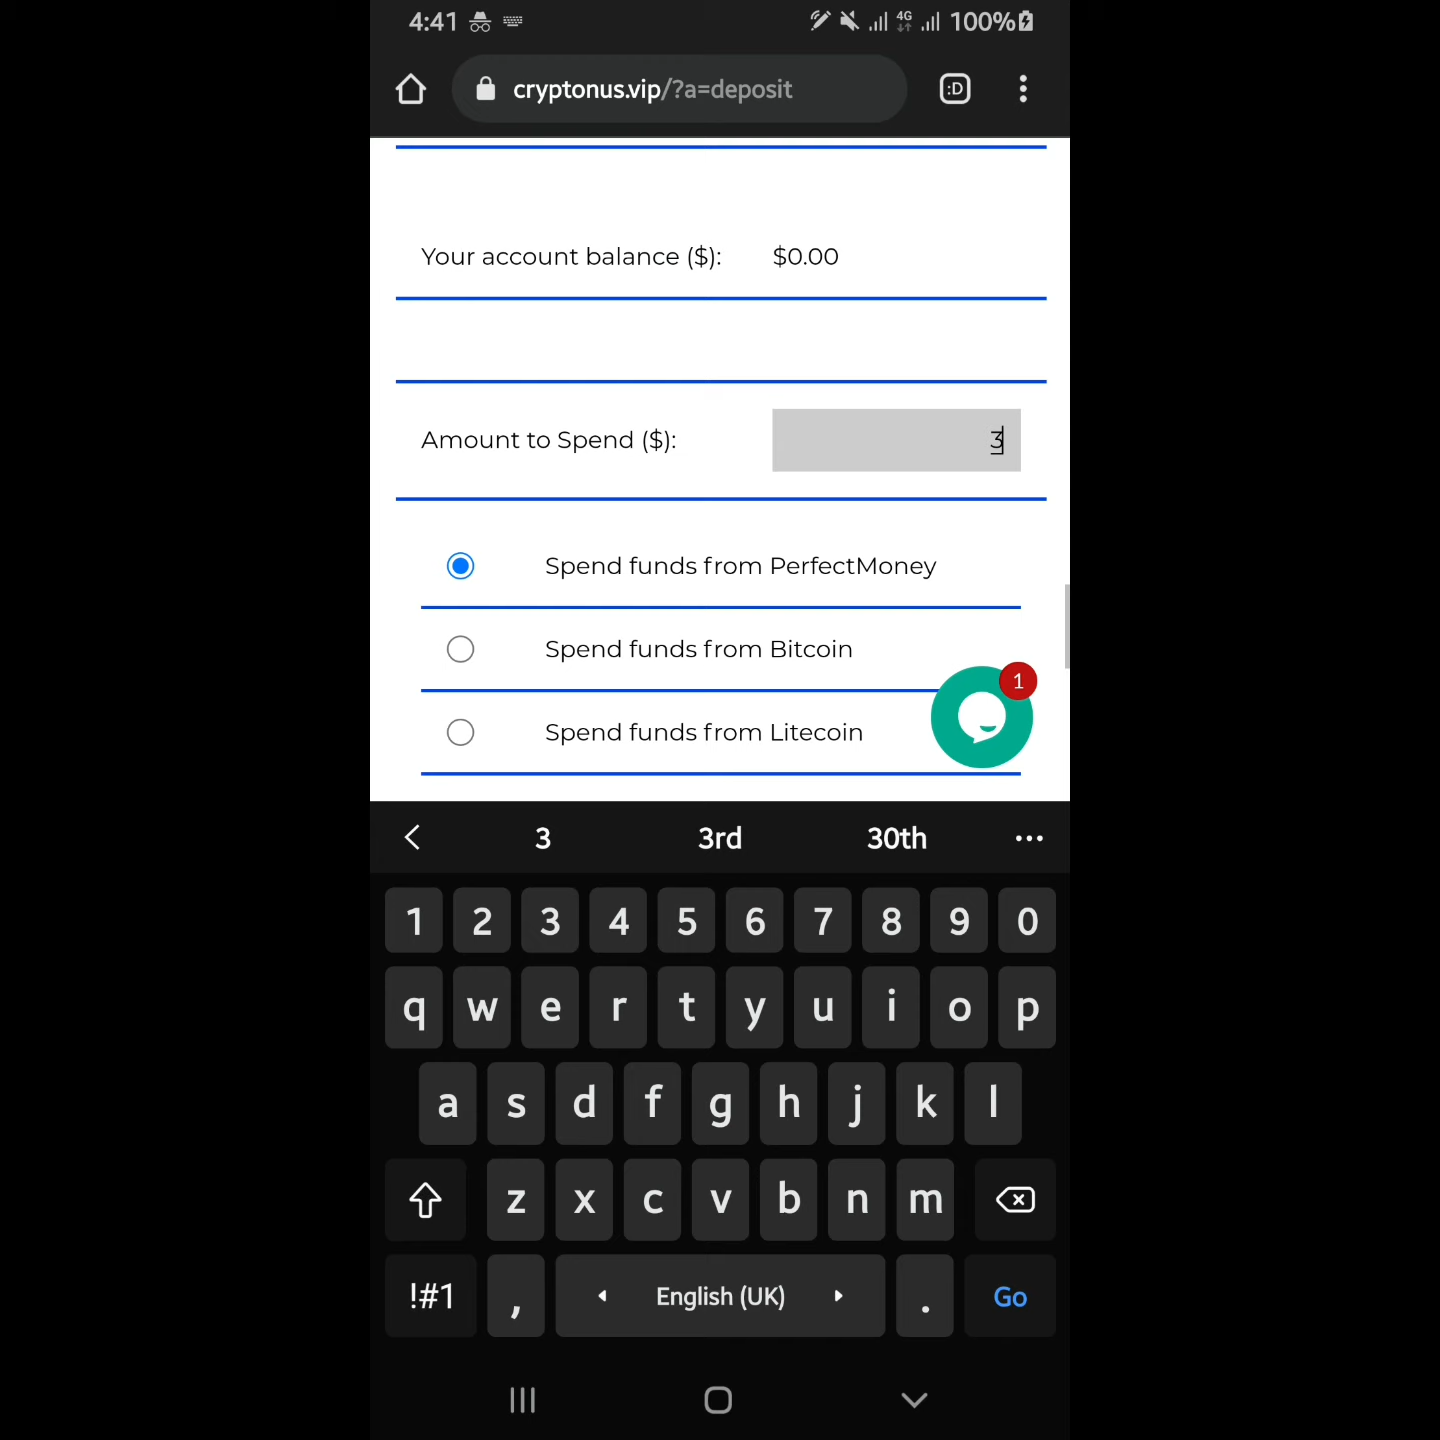 4:41 4G 100%
cryptonus.vip/?a=deposit :D
Your account balance ($): $0.00
Amount to Spend ($): 3
Spend funds from PerfectMoney
Spend funds from Bitcoin
1
Spend funds from Litecoin
3 3rd 30th
1 2 3 4 5 6 7 8 9 0
q w e r t y u i o p
a s d f g h j k l
z x c v b n m
!#1 , English (UK) . Go